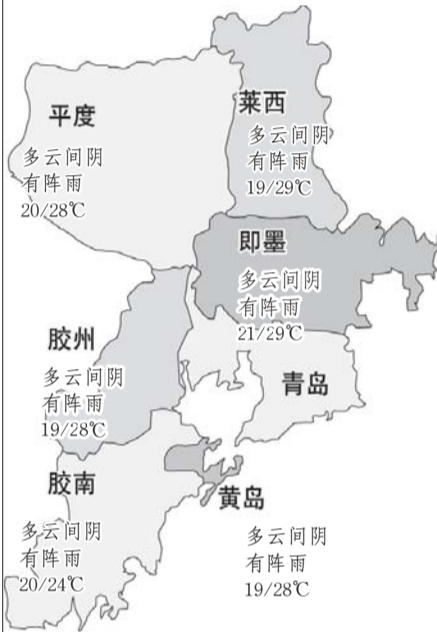 平度
多云间阴
有阵雨
20/28℃
莱西
多云间阴
有阵雨
19/29℃
即墨
多云间阴
有阵雨
21/29℃
胶州
多云间阴
有阵雨
19/28℃
青岛
胶南
多云间阴
有阵雨
20/24℃
黄岛
多云间阴
有阵雨
19/28℃